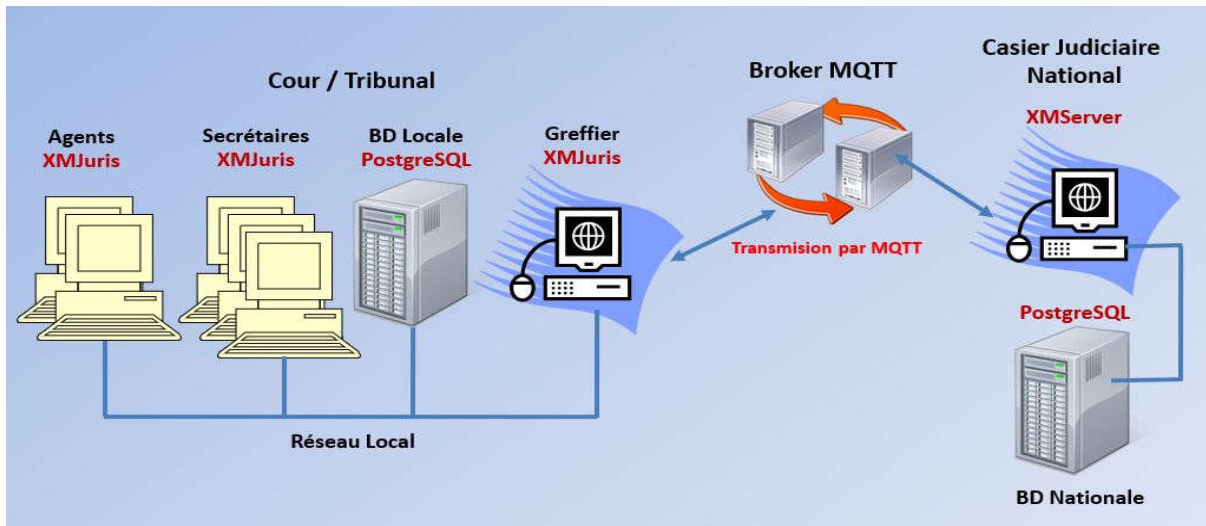 Cour / Tribunal
Agents
XMJuris
Secrétaires
XMJuris
BD Locale
PostgreSQL
Greffier
XMJuris
Réseau Local
Broker MQTT
Transmision par MQTT
Casier Judiciaire
National
XMServer
PostgreSQL
BD Nationale